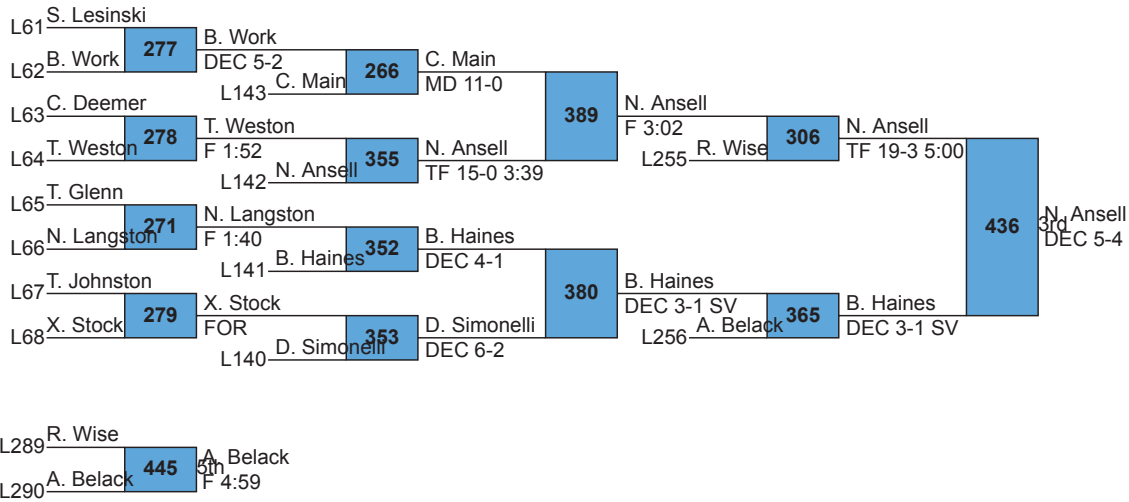 S. Lesinski
L61
277
B. Work
L62
B. Work
DEC 5-2
266
C. Main
L143
C. Main
MD 11-0
L63
C. Deemer
278
T. Weston
L64
T. Weston
F 1:52
355
N. Ansell
L142
N. Ansell
TF 15-0 3:39
389
N. Ansell
F 3:02
306
N. Ansell
L255
R. Wise
TF 19-3 5:00
L65
T. Glenn
271
N. Langston
L66
N. Langston
F 1:40
352
B. Haines
L141
B. Haines
DEC 4-1
L67
T. Johnston
279
X. Stock
L68
X. Stock
FOR
353
D. Simonelli
L140
D. Simonelli
DEC 6-2
380
B. Haines
DEC 3-1 SV
365
B. Haines
L256
A. Belack
DEC 3-1 SV
436
N. Ansell
3rd
DEC 5-4
L289
R. Wise
445
A. Belack
5th
L290
A. Belack
F 4:59